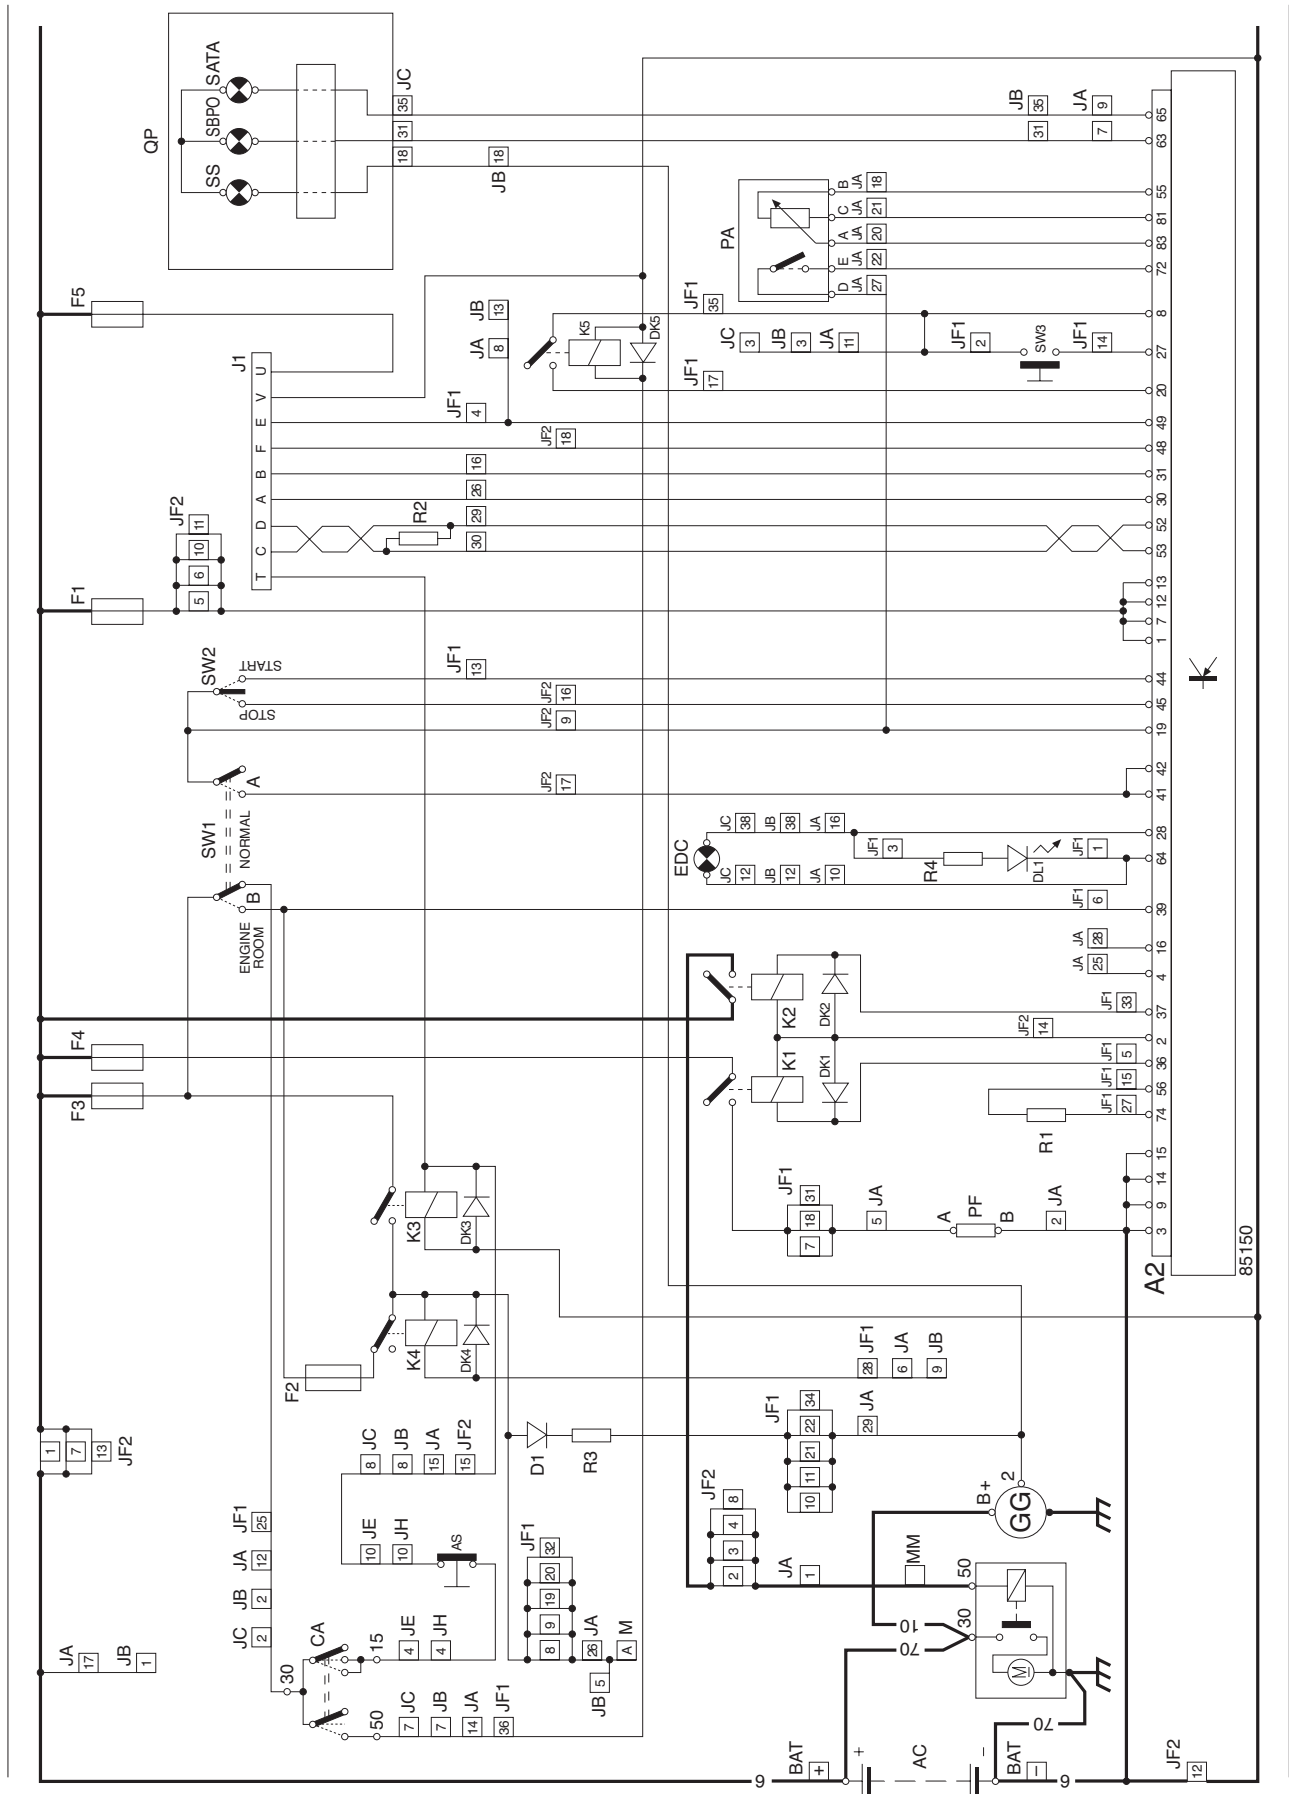 QP
SS
SBPO
SATA
18
31
35
JC
JB
18
JB
31
35
JA
7
9
65
63
F5
J1
T C D A B F E V U
JB
13
JA
8
JF1
4
JF2
18
16
26
29
30
R2
K5
DK5
JF1
35
JF1
17
PA
D E A C B
JA
27
JA
22
JA
20
JA
21
JA
18
55
81
83
72
8
27
20
49
48
31
30
52
53
JC
3
JB
3
JA
11
JF1
2
SW3
JF1
14
F1
JF2
5
6
10
11
13
12
7
1
SW2
START
STOP
JF1
13
JF2
16
JF2
9
JF2
17
44
45
19
42
41
28
64
39
16
4
37
2
36
56
74
15
14
9
3
SW1
A
B
NORMAL
ENGINE
ROOM
EDC
JC
38
JB
38
JA
16
JC
12
JB
12
JA
10
JF1
3
R4
DL1
JF1
1
JF1
6
JA
28
JA
25
JF1
33
JF2
14
JF1
5
JF1
15
JF1
27
R1
K2
DK2
K1
DK1
F4
F3
K3
DK3
K4
DK4
F2
JF1
7
18
31
JA
5
A
PF
B
JA
2
A2
85150
JF1
28
JA
6
JB
9
JF2
1
7
13
D1
R3
JF1
10
11
21
22
34
JA
29
JC
8
JB
8
JA
15
JF2
15
JC
2
JB
2
JA
12
JF1
25
JE
10
JH
10
AS
JF1
8
9
19
20
32
JA
26
M
A
JB
5
JF2
2
3
4
8
JA
1
MM
B+
2
GG
50
30
M
10
70
70
JA
17
JB
1
CA
30
15
50
JE
4
JH
4
JC
7
JB
7
JA
14
JF1
36
6
BAT
+
+
AC
−
BAT
−
6
JF2
12